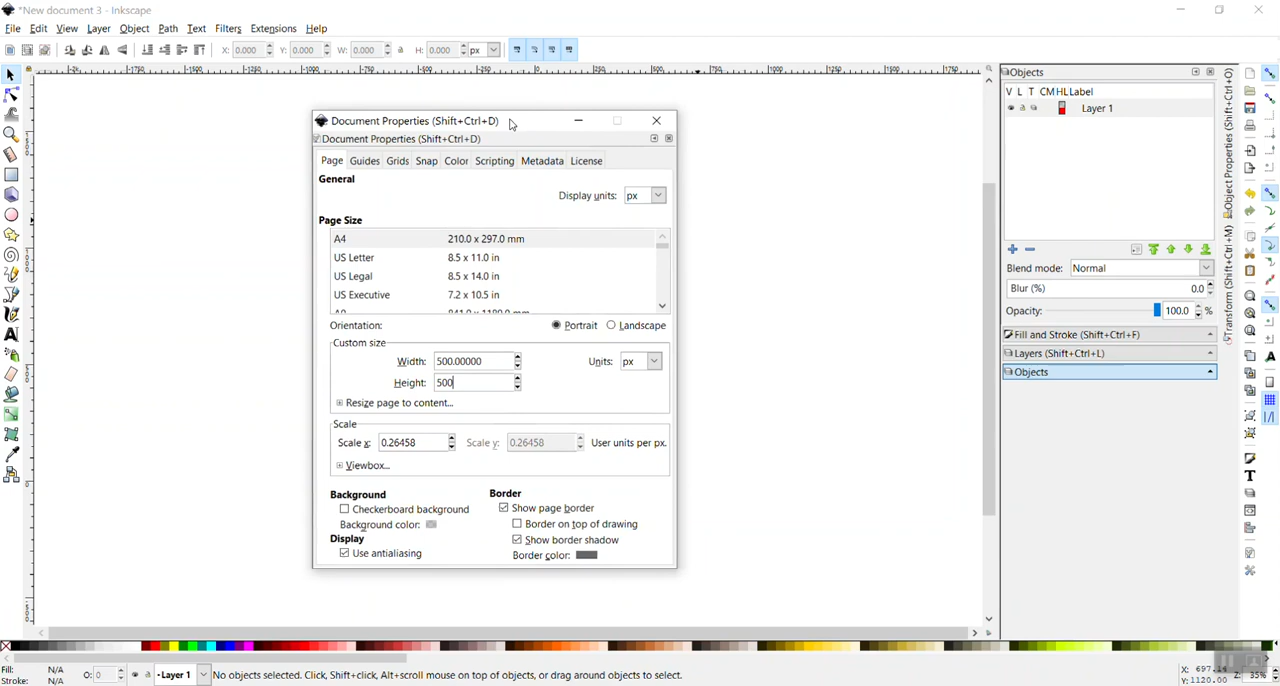 *New document 3 - Inkscape
File Edit View Layer Object Path Text Filters Extensions Help
X: 0.000 Y: 0.000 W: 0.000 H: 0.000 px
Document Properties (Shift+Ctrl+D)
Document Properties (Shift+Ctrl+D)
Page Guides Grids Snap Color Scripting Metadata License
General
Display units: px
Page Size
A4 210.0 x 297.0 mm
US Letter 8.5 x 11.0 in
US Legal 8.5 x 14.0 in
US Executive 7.2 x 10.5 in
Orientation: Portrait Landscape
Custom size
Width: 500.00000 Units: px
Height: 500
Resize page to content...
Scale
Scale x: 0.26458 Scale y: 0.26458 User units per px.
Viewbox...
Background
Checkerboard background
Background color:
Display
Use antialiasing
Border
Show page border
Border on top of drawing
Show border shadow
Border color:
Objects
V L T CM HL Label
Layer 1
Blend mode: Normal
Blur (%) 0.0
Opacity: 100.0 %
Fill and Stroke (Shift+Ctrl+F)
Layers (Shift+Ctrl+L)
Objects
Object Properties (Shift+Ctrl+O)
Transform (Shift+Ctrl+M)
Fill: N/A
Stroke: N/A
O: 0
Layer 1
No objects selected. Click, Shift+click, Alt+scroll mouse on top of objects, or drag around objects to select.
X: 697.14
Y: 1120.00
Z: 35%